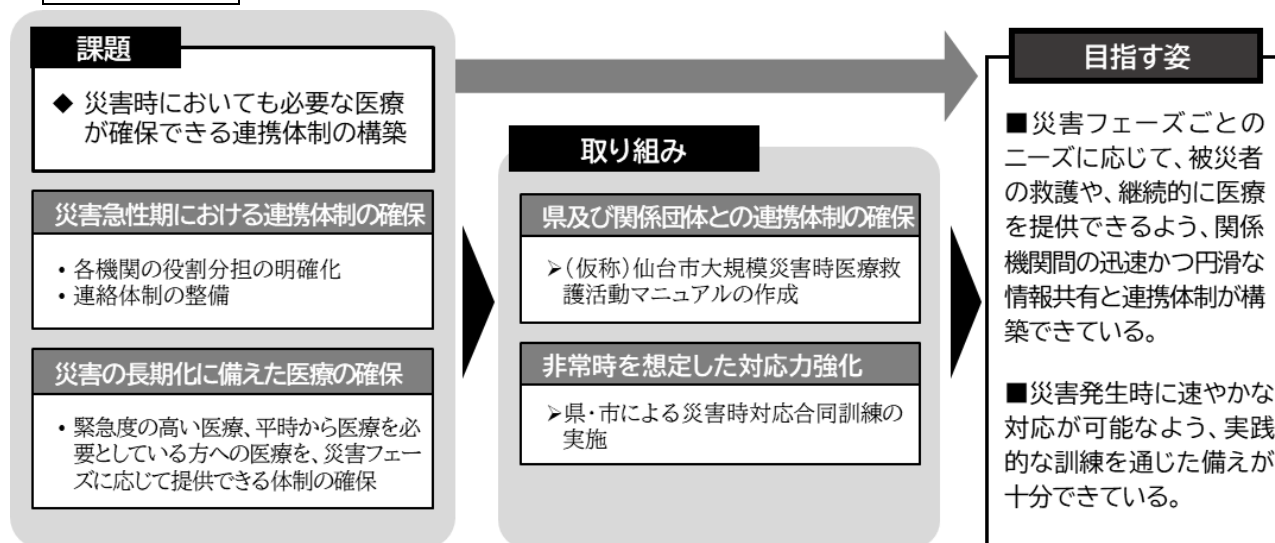 課題
◆ 災害時においても必要な医療
が確保できる連携体制の構築
災害急性期における連携体制の確保
・各機関の役割分担の明確化
・連絡体制の整備
災害の長期化に備えた医療の確保
・緊急度の高い医療、平時から医療を必
要としている方への医療を、災害フェー
ズに応じて提供できる体制の確保
取り組み
県及び関係団体との連携体制の確保
➢(仮称)仙台市大規模災害時医療救
護活動マニュアルの作成
非常時を想定した対応力強化
➢県・市による災害時対応合同訓練の
実施
目指す姿
■災害フェーズごとの
ニーズに応じて、被災者
の救護や、継続的に医療
を提供できるよう、関係
機関間の迅速かつ円滑な
情報共有と連携体制が構
築できている。
■災害発生時に速やかな
対応が可能なよう、実践
的な訓練を通じた備えが
十分できている。